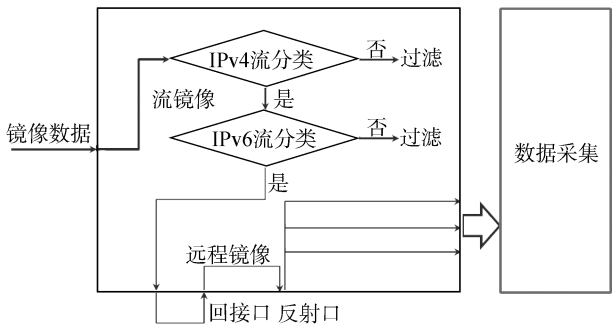 IPv4流分类
否
过滤
流镜像
是
镜像数据
IPv6流分类
否
过滤
数据采集
是
远程镜像
回接口 反射口